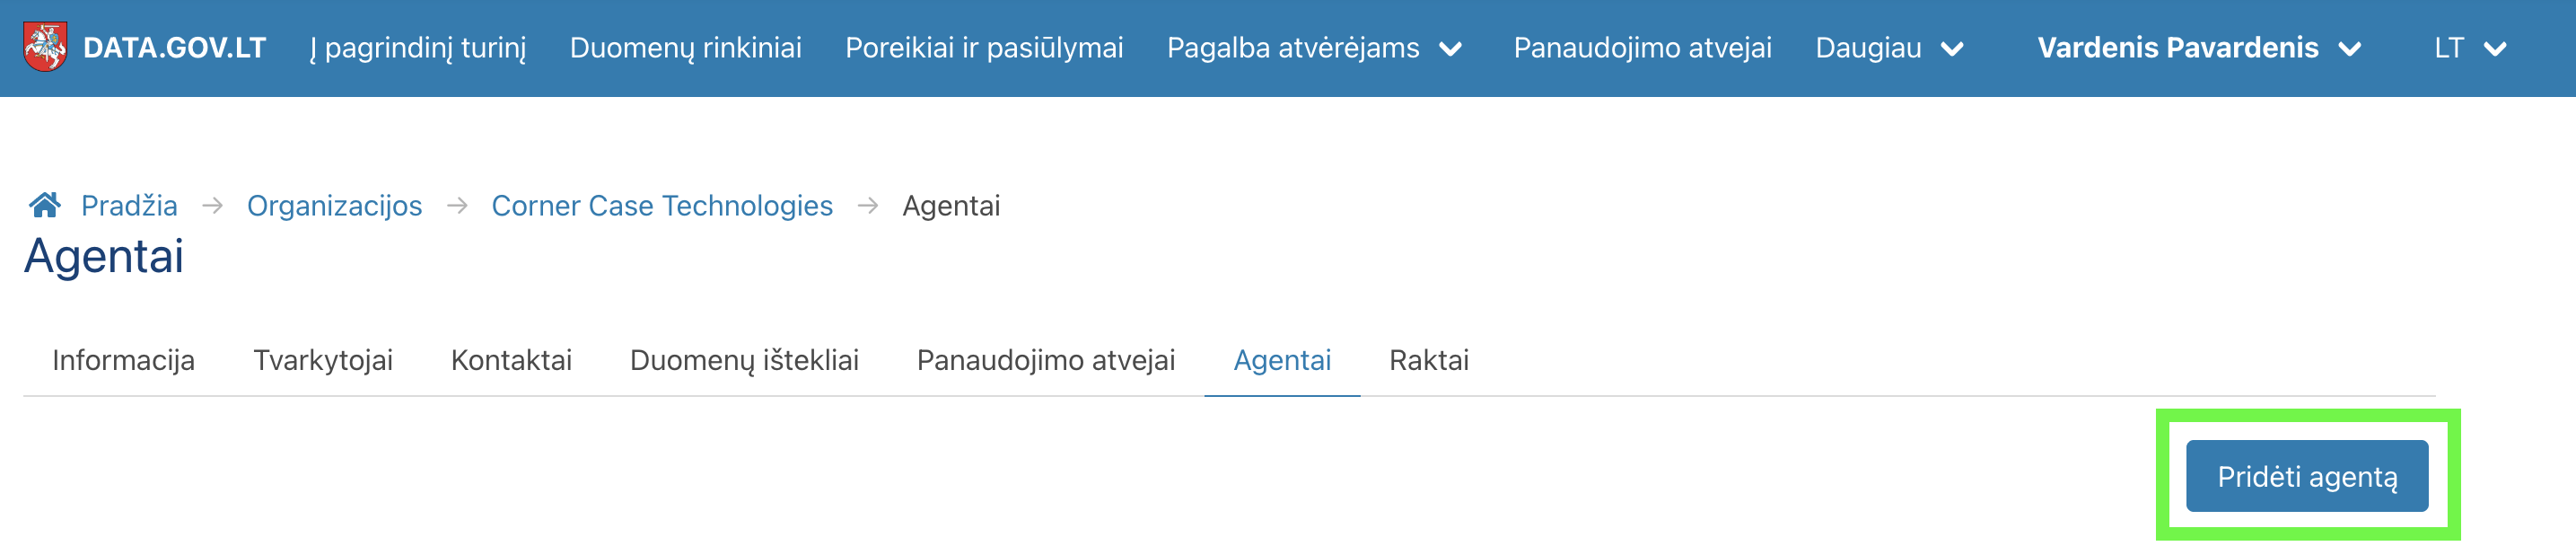 DATA.GOV.LT Į pagrindinį turinį Duomenų rinkiniai Poreikiai ir pasiūlymai Pagalba atvėrėjams Panaudojimo atvejai Daugiau Vardenis Pavardenis LT
Pradžia → Organizacijos → Corner Case Technologies → Agentai
Agentai
Informacija Tvarkytojai Kontaktai Duomenų ištekliai Panaudojimo atvejai Agentai Raktai
Pridėti agentą